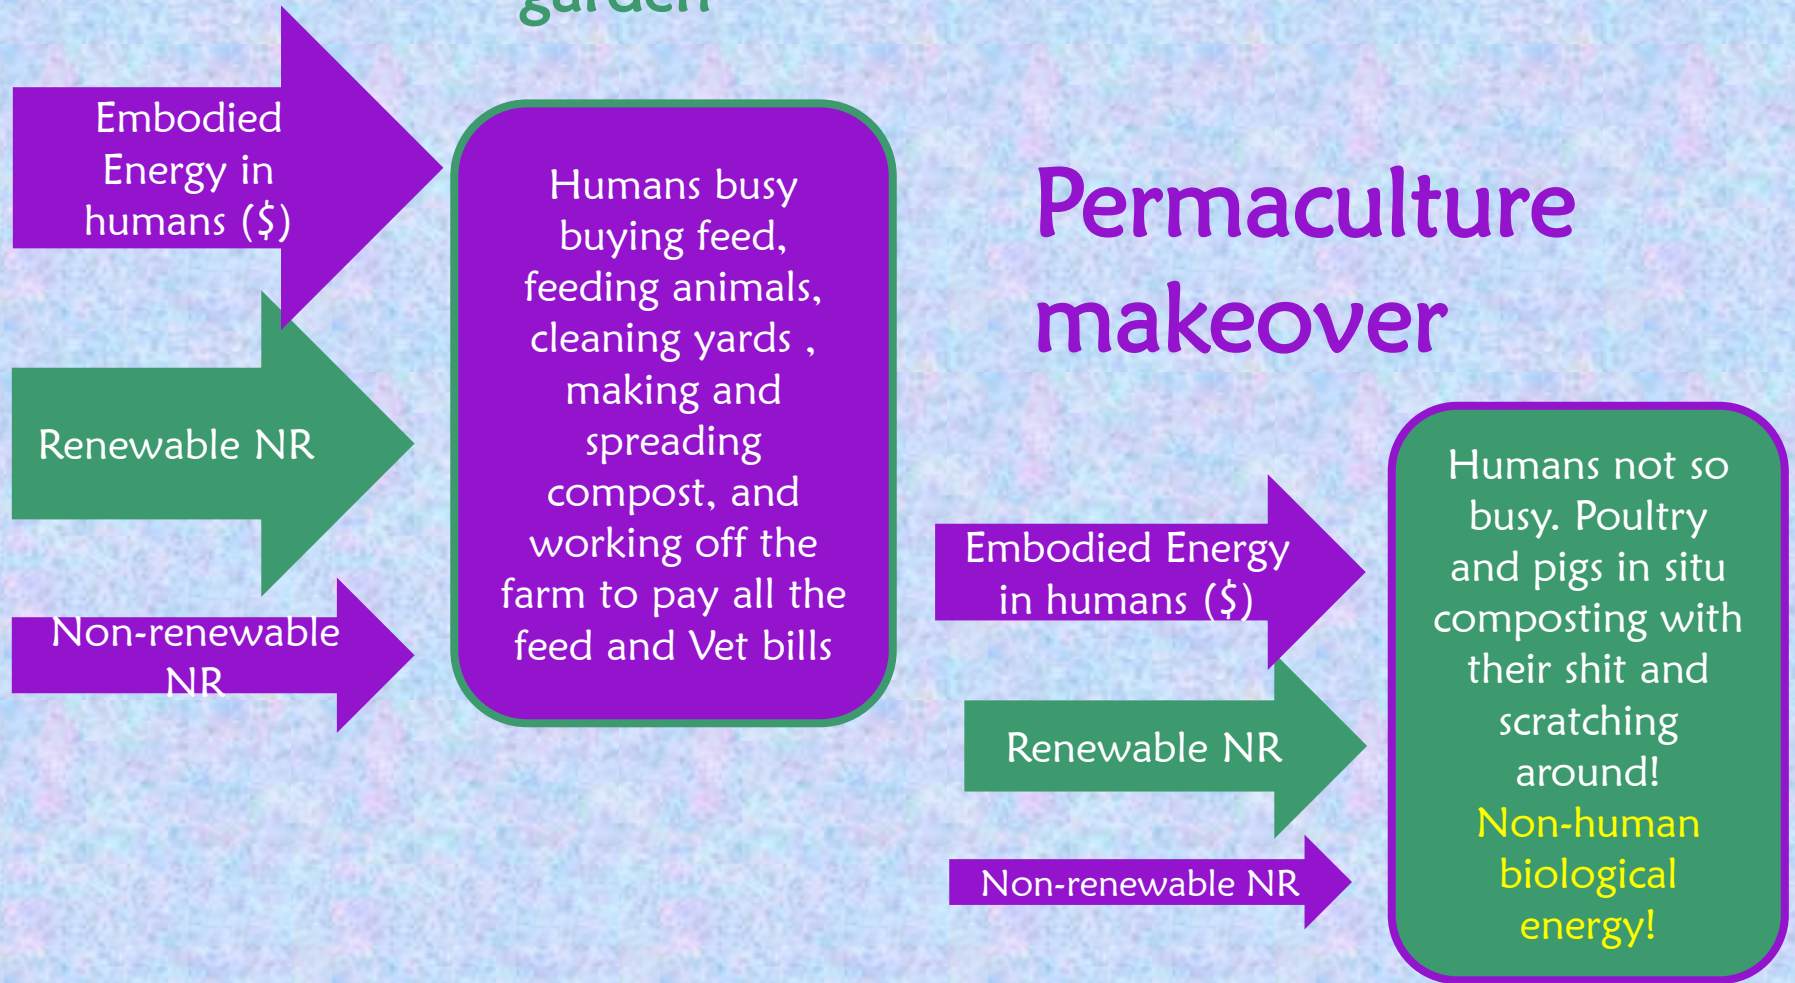 garden
Embodied
Energy in
humans ($)
Renewable NR
Non-renewable
NR
Humans busy
buying feed,
feeding animals,
cleaning yards ,
making and
spreading
compost, and
working off the
farm to pay all the
feed and Vet bills
Permaculture
makeover
Embodied Energy
in humans ($)
Renewable NR
Non-renewable NR
Humans not so
busy. Poultry
and pigs in situ
composting with
their shit and
scratching
around!
Non-human
biological
energy!